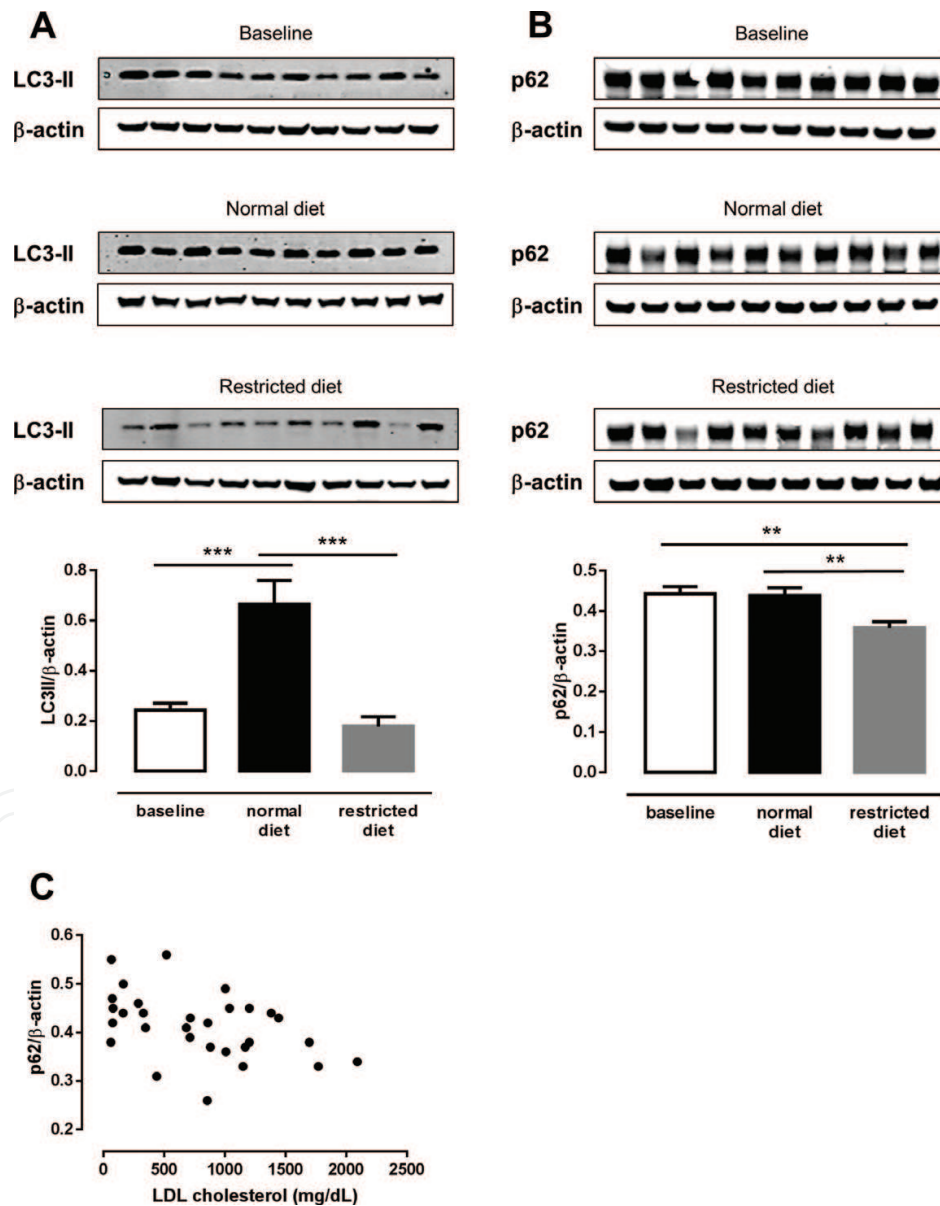 A
B
Baseline
LC3-II
β-actin
Normal diet
LC3-II
β-actin
Restricted diet
LC3-II
β-actin
*** ***
LC3II/β-actin
0.8
0.6
0.4
0.2
0.0
baseline normal diet restricted diet
Baseline
p62
β-actin
Normal diet
p62
β-actin
Restricted diet
p62
β-actin
**
**
p62/β-actin
0.5
0.4
0.3
0.2
0.1
0.0
baseline normal diet restricted diet
C
p62/β-actin
0.6
0.5
0.4
0.3
0.2
0 500 1000 1500 2000 2500
LDL cholesterol (mg/dL)